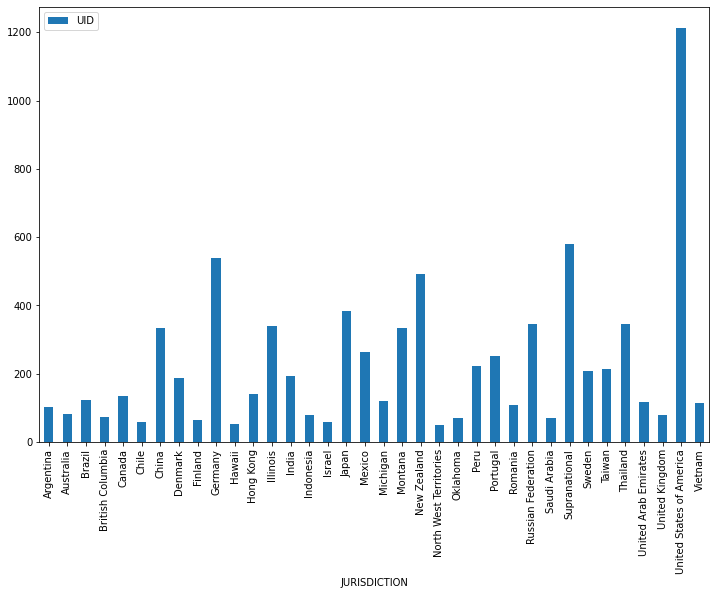 UID
1200
1000
800
600
400
200
0
Argentina
Australia
Brazil
British Columbia
Canada
Chile
China
Denmark
Finland
Germany
Hawaii
Hong Kong
Illinois
India
Indonesia
Israel
Japan
Mexico
Michigan
Montana
New Zealand
North West Territories
Oklahoma
Peru
Portugal
Romania
Russian Federation
Saudi Arabia
Supranational
Sweden
Taiwan
Thailand
United Arab Emirates
United Kingdom
United States of America
Vietnam
JURISDICTION